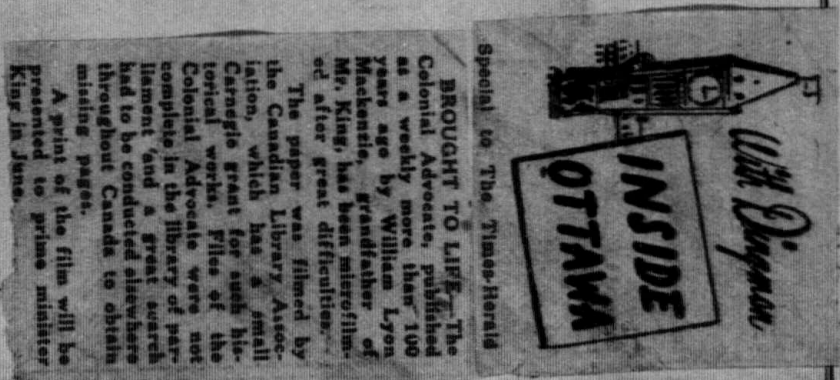 With Dingman
INSIDE
OTTAWA
Special to The Times-Herald
BROUGHT TO LIFE—The
Colonial Advocate, published
as a weekly more than 100
years ago by William Lyon
Mackenzie, grandfather of
Mr. King, has been microfilm-
ed after great difficulties.
The paper was filmed by
the Canadian Library Assoc-
iation, which has a small
Carnegie grant for such his-
torical works. Files of the
Colonial Advocate were not
complete in the library of par-
liament and a great search
had to be conducted elsewhere
throughout Canada to obtain
missing pages.
A print of the film will be
presented to prime minister
King in June.